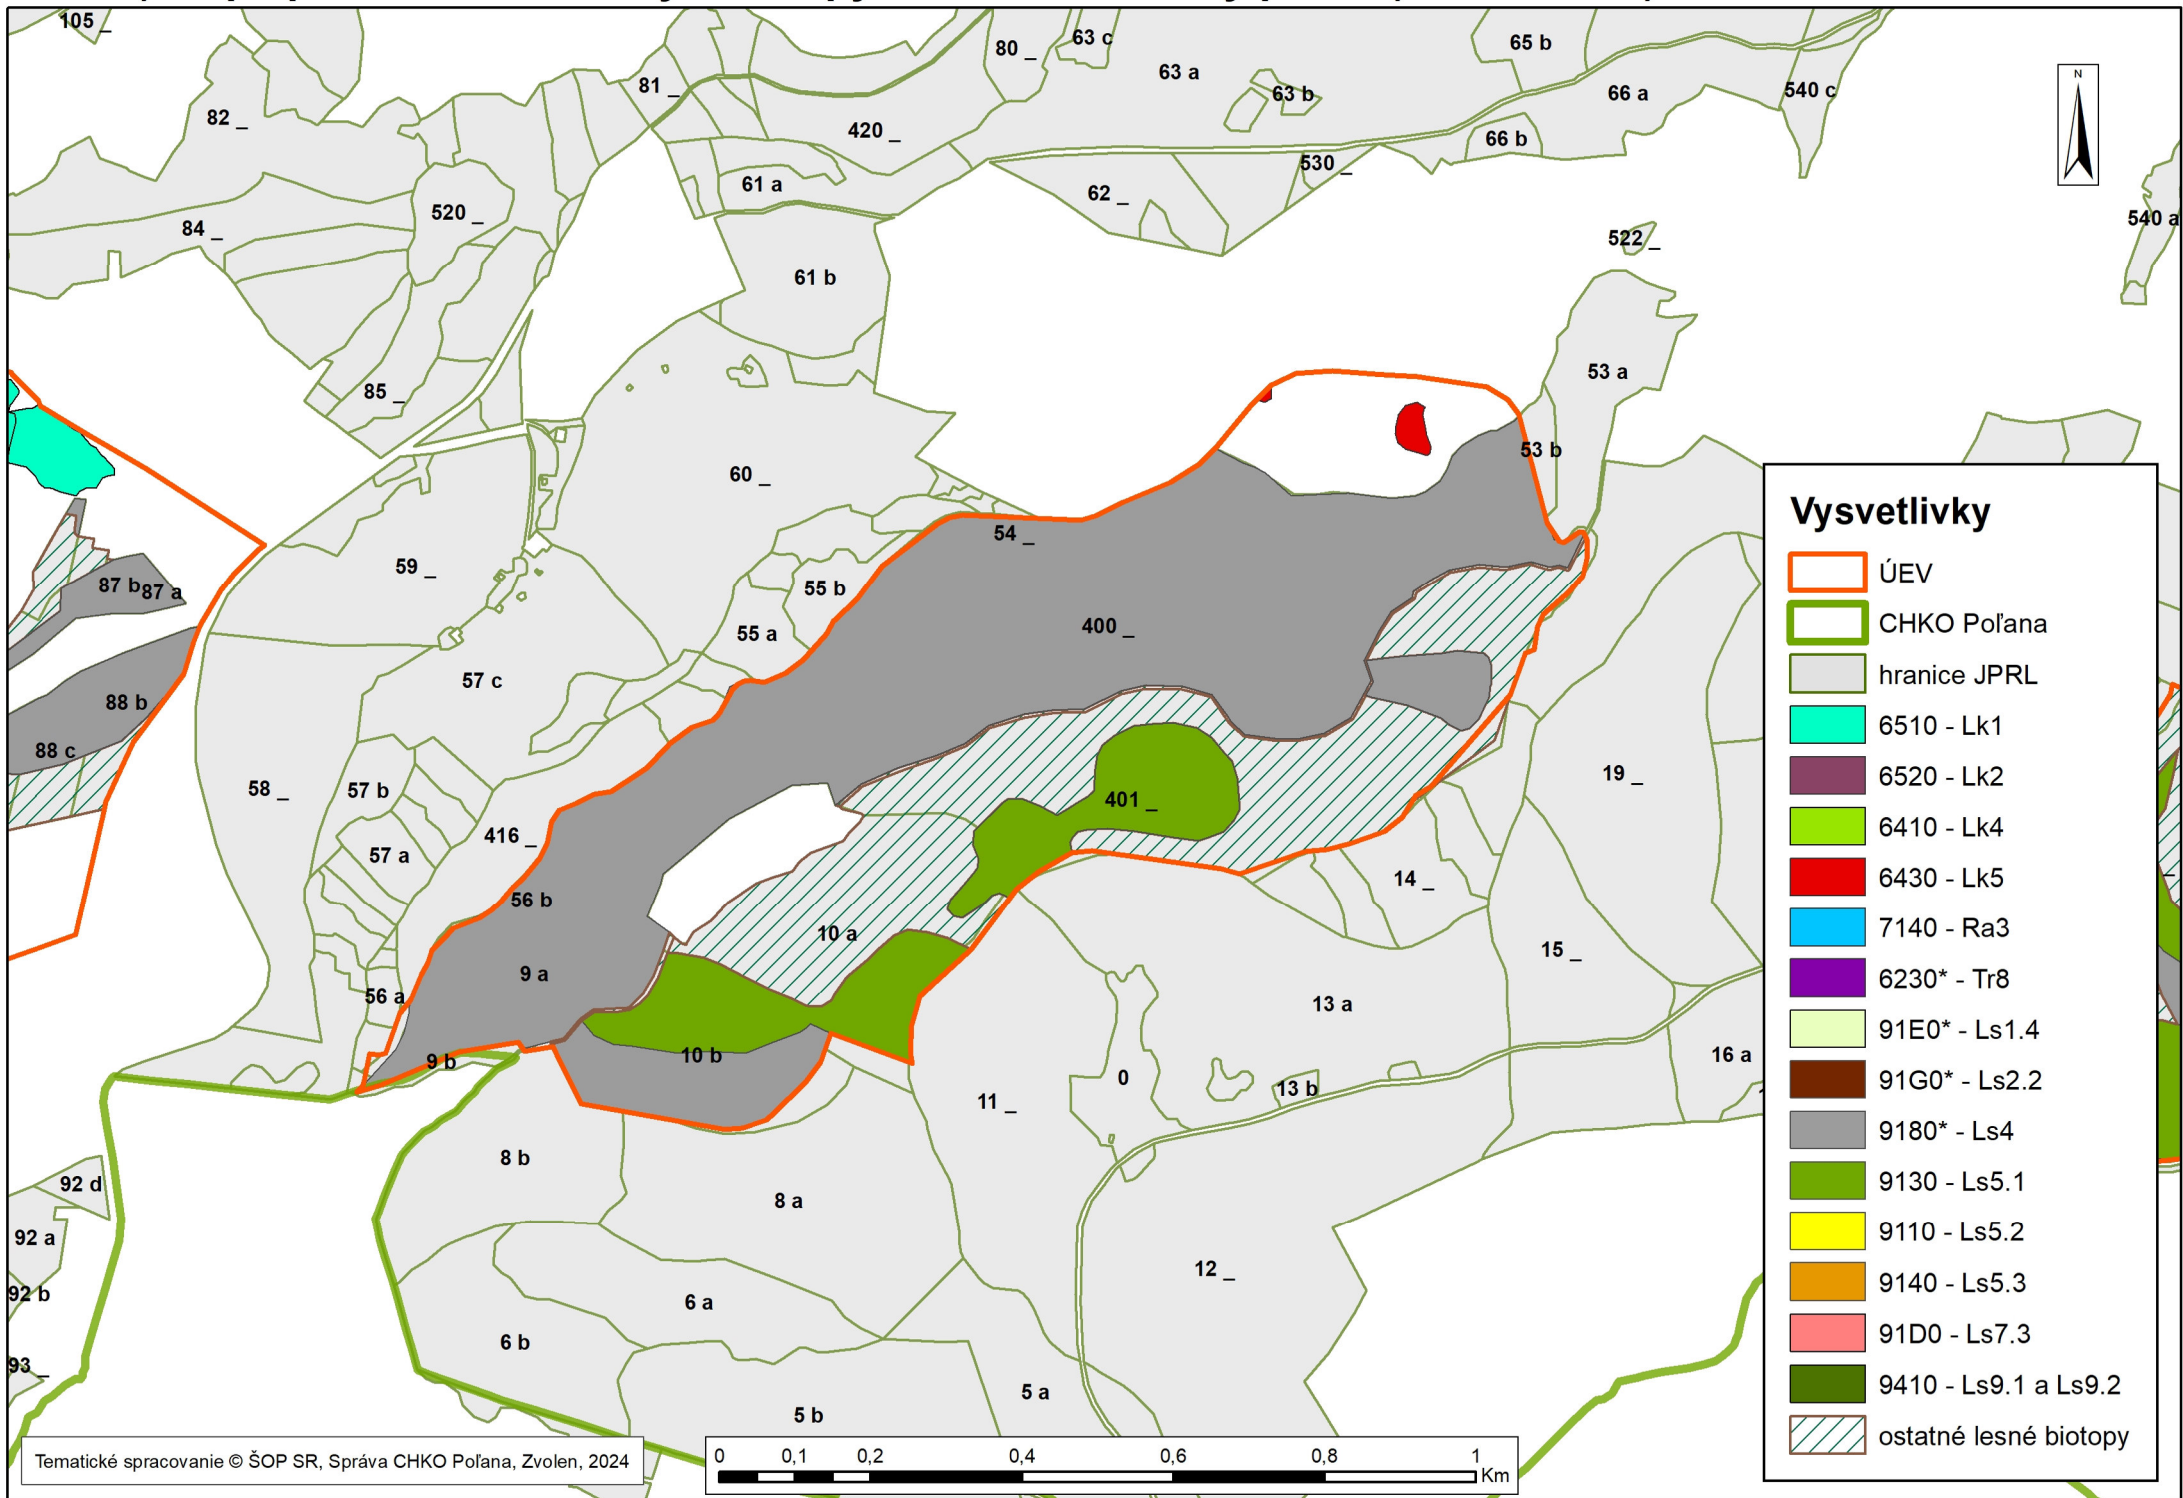 105 _
80 _
63 c
65 b
81 _
63 a
63 b
66 a
540 c
N
82 _
420 _
66 b
530 _
61 a
62 _
520 _
84 _
540 a
522 _
61 b
53 a
85 _
53 b
60 _
54 _
59 _
55 b
87 b
87 a
400 _
55 a
57 c
88 b
88 c
19 _
58 _
57 b
401 _
416 _
57 a
14 _
56 b
10 a
15 _
9 a
56 a
13 a
9 b
10 b
16 a
0
13 b
11 _
8 b
92 d
8 a
92 a
12 _
92 b
6 a
6 b
93 _
5 a
5 b
Vysvetlivky
ÚEV
CHKO Poľana
hranice JPRL
6510 - Lk1
6520 - Lk2
6410 - Lk4
6430 - Lk5
7140 - Ra3
6230* - Tr8
91E0* - Ls1.4
91G0* - Ls2.2
9180* - Ls4
9130 - Ls5.1
9110 - Ls5.2
9140 - Ls5.3
91D0 - Ls7.3
9410 - Ls9.1 a Ls9.2
ostatné lesné biotopy
Tematické spracovanie © ŠOP SR, Správa CHKO Poľana, Zvolen, 2024
0 0,1 0,2 0,4 0,6 0,8 1
Km